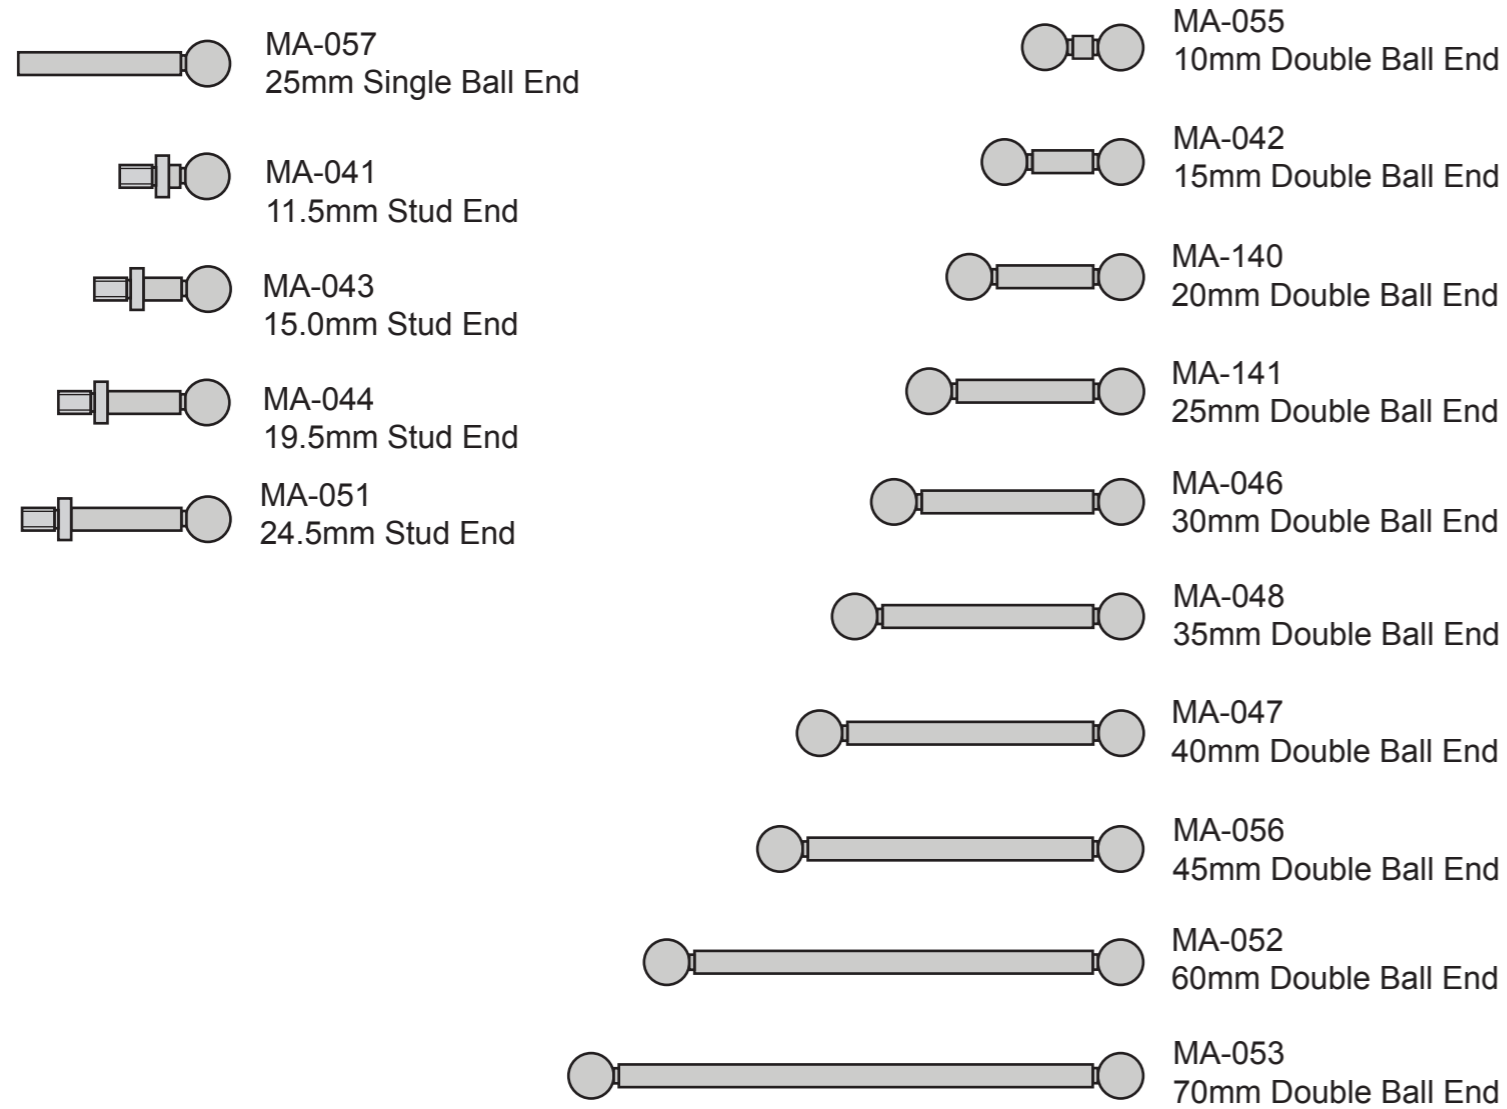 MA-057
25mm Single Ball End
MA-041
11.5mm Stud End
MA-043
15.0mm Stud End
MA-044
19.5mm Stud End
MA-051
24.5mm Stud End
MA-055
10mm Double Ball End
MA-042
15mm Double Ball End
MA-140
20mm Double Ball End
MA-141
25mm Double Ball End
MA-046
30mm Double Ball End
MA-048
35mm Double Ball End
MA-047
40mm Double Ball End
MA-056
45mm Double Ball End
MA-052
60mm Double Ball End
MA-053
70mm Double Ball End